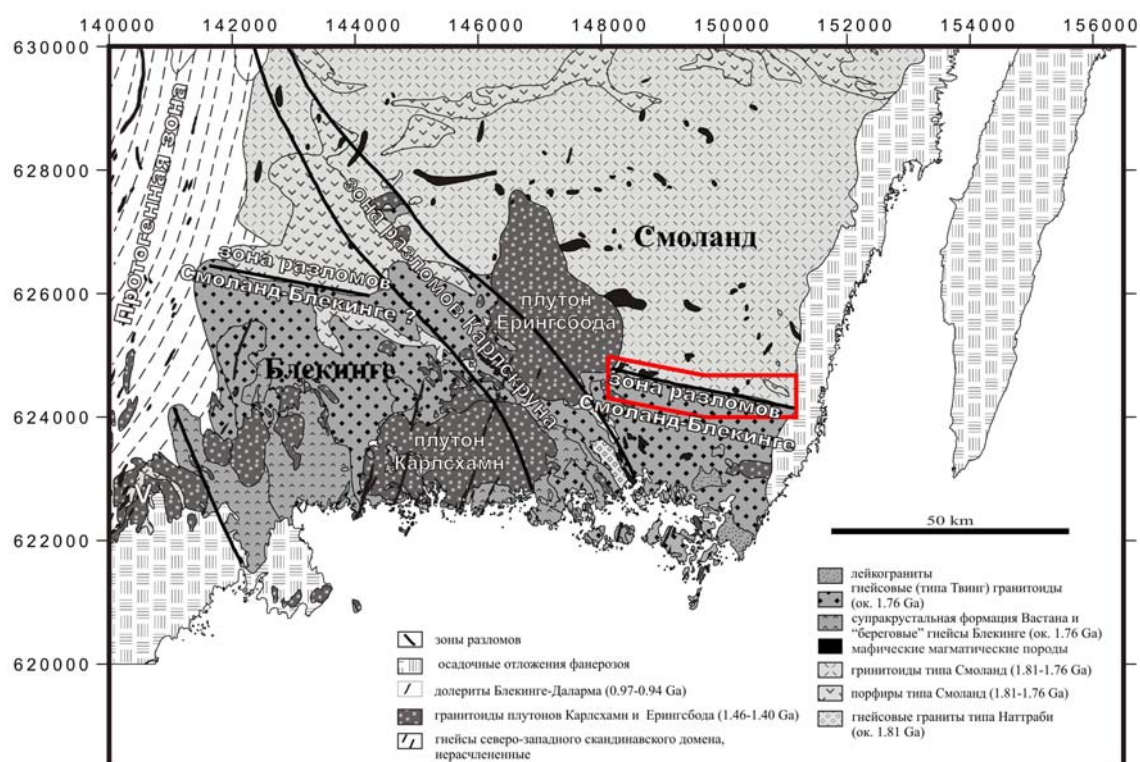 140000 142000 144000 146000 148000 150000 152000 154000 156000
630000
628000
626000
624000
622000
620000
Протогенная зона
зона разломов Карлскруна
Смоланд
зона разломов
Смоланд-Блекинге ?
плутон
Ерингсбода
Блекинге
зона разломов
Смоланд-Блекинге
плутон
Карлсхамн
50 km
зоны разломов
осадочные отложения фанерозоя
долериты Блекинге-Даларма (0.97-0.94 Ga)
гранитоиды плутонов Карлсхамн и Ерингсбода (1.46-1.40 Ga)
гнейсы северо-западного скандинавского домена,
нерасчлененные
лейкограниты
гнейсовые (типа Твинг) гранитоиды
(ок. 1.76 Ga)
супракрустальная формация Вастана и
“береговые” гнейсы Блекинге (ок. 1.76 Ga)
мафические магматические породы
гринитоиды типа Смоланд (1.81-1.76 Ga)
порфиры типа Смоланд (1.81-1.76 Ga)
гнейсовые граниты типа Наттраби
(ок. 1.81 Ga)